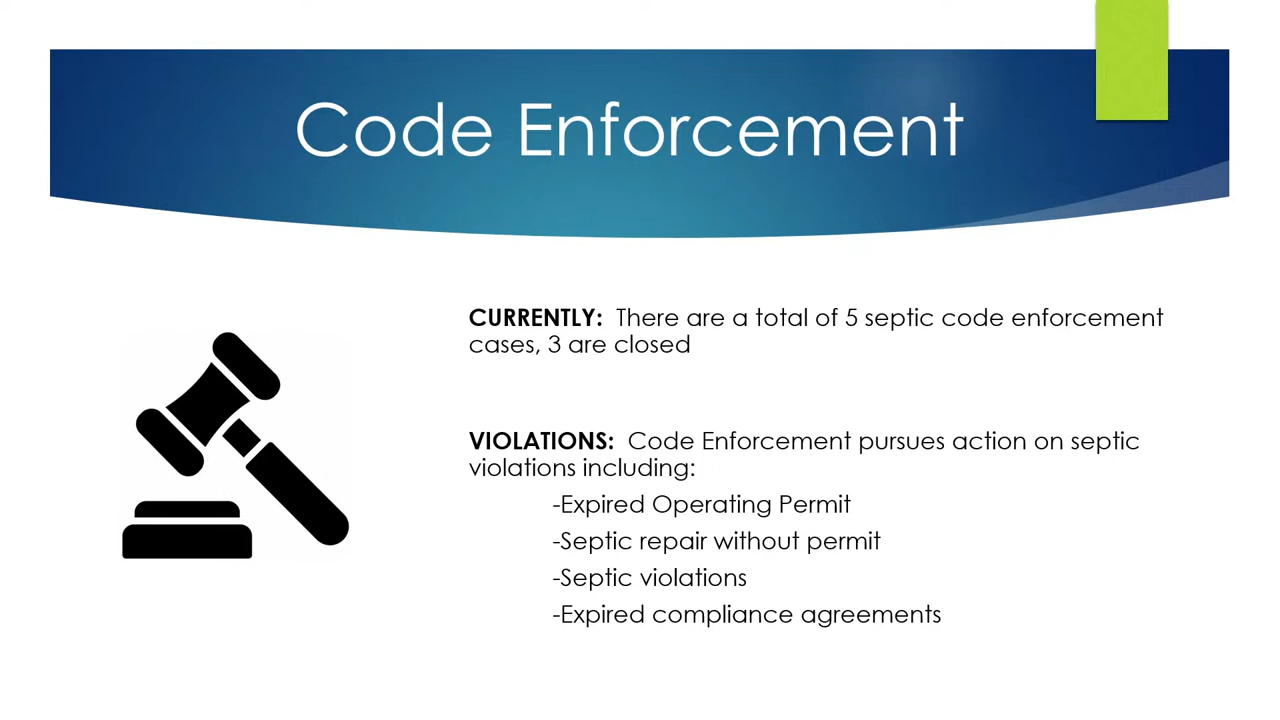 Code Enforcement
CURRENTLY: There are a total of 5 septic code enforcement
cases, 3 are closed
VIOLATIONS: Code Enforcement pursues action on septic
violations including:
-Expired Operating Permit
-Septic repair without permit
-Septic violations
-Expired compliance agreements